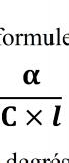 formule
α
C × l
degrés